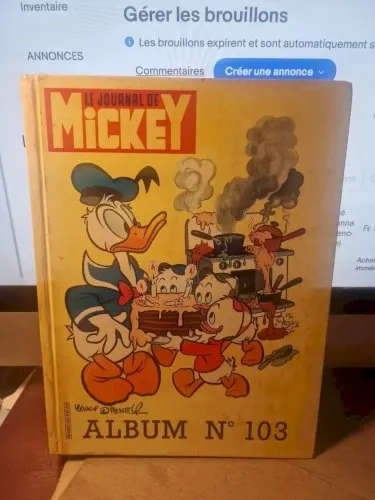 Inventaire
Gérer les brouillons
Les brouillons expirent et sont automatiquement s
ANNONCES
Commentaires
Créer une annonce
LE JOURNAL DE
MiCKEY
WALT DISNEY
ALBUM N° 103